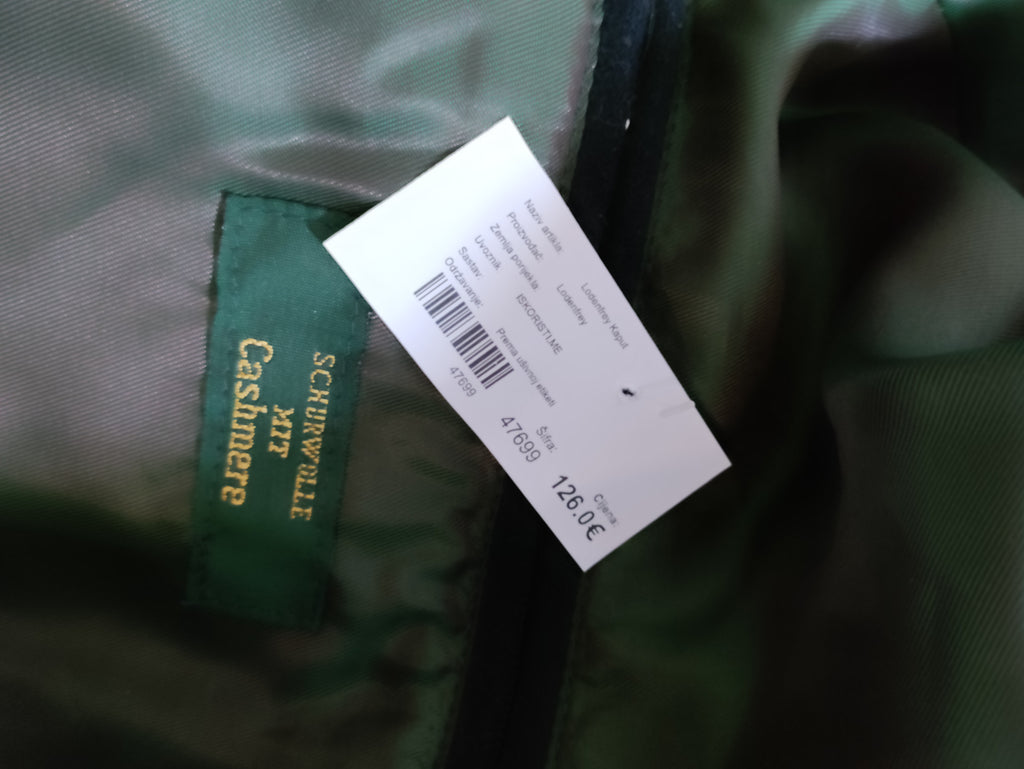 SCHURWOLLE
MIT
Cashmere
Naziv artikla: Lodenfrey Kaput
Proizvođač: Lodenfrey
Zemlja porijekla:
Uvoznik ISKORISTI.ME
Sastav Prema ušivnoj etiketi
Održavanje:
47699
Šifra:
47699
Cijena:
126.0€